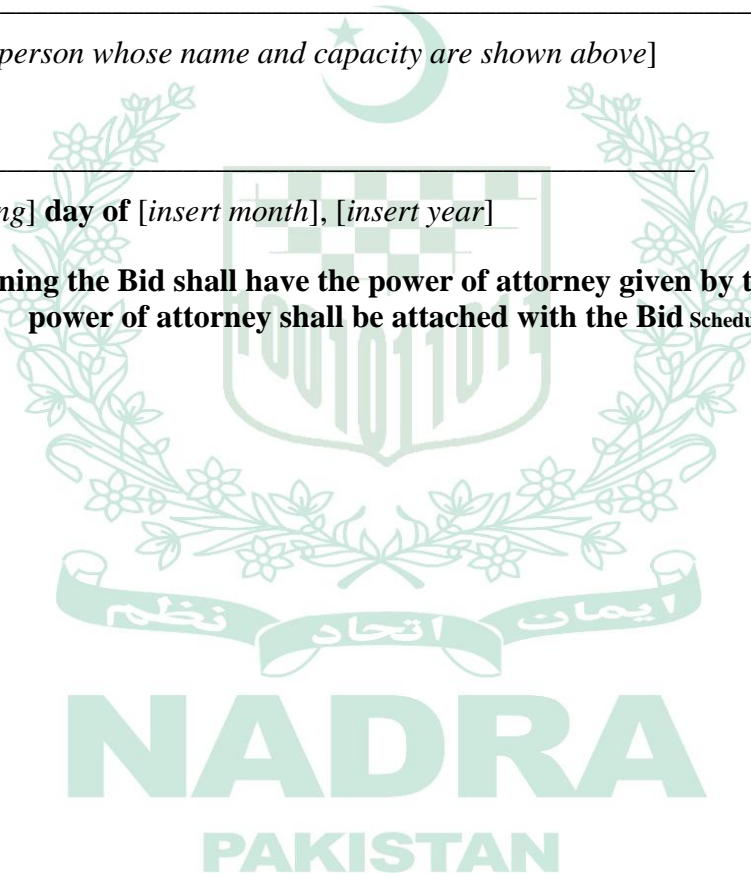 person whose name and capacity are shown above]
ng] day of [insert month], [insert year]
ning the Bid shall have the power of attorney given by t
power of attorney shall be attached with the Bid Schedu
ایمان اتحاد نظم
NADRA
PAKISTAN